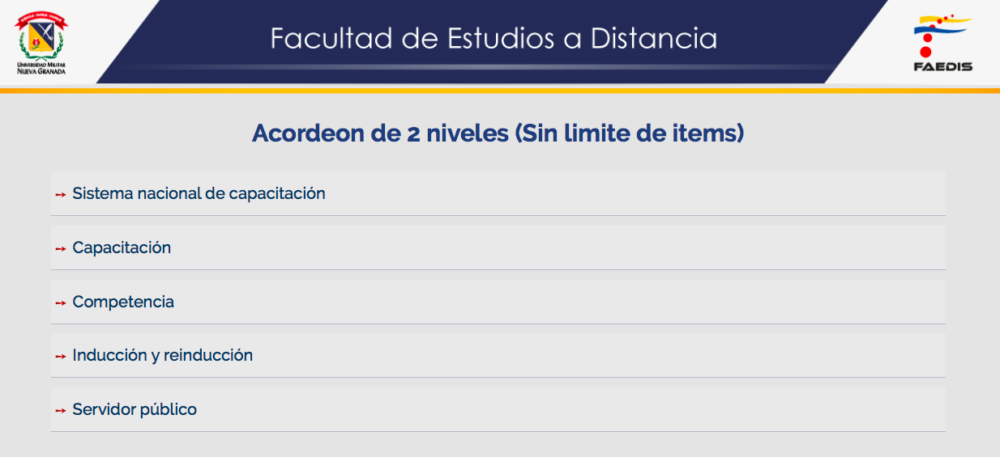 Facultad de Estudios a Distancia
UNIVERSIDAD MILITAR
NUEVA GRANADA
FAEDIS
Acordeon de 2 niveles (Sin limite de items)
Sistema nacional de capacitación
Capacitación
Competencia
Inducción y reinducción
Servidor público